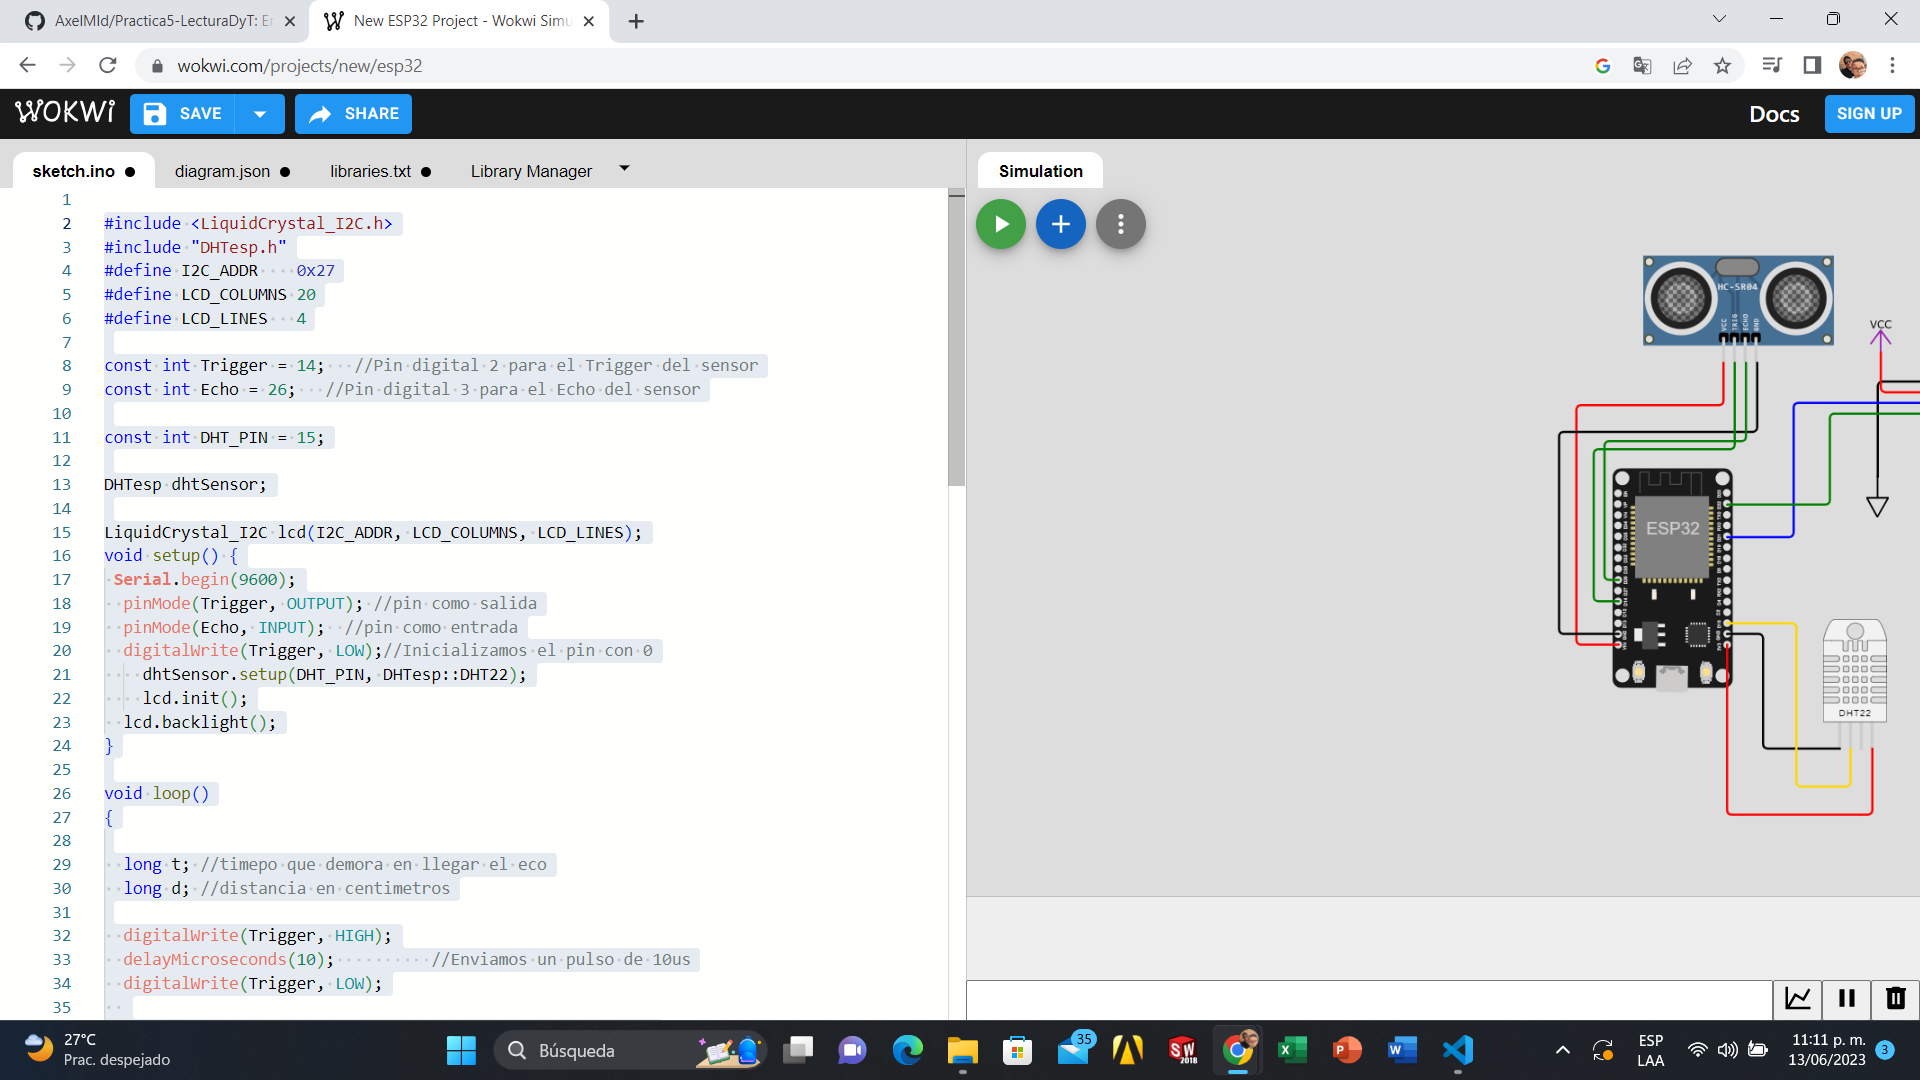 AxelMld/Practica5-LecturaDyT: En
New ESP32 Project - Wokwi Simu
wokwi.com/projects/new/esp32
WOKWi
SAVE
SHARE
Docs
SIGN UP
sketch.ino
diagram.json
libraries.txt
Library Manager
Simulation
1
2 #include <LiquidCrystal_I2C.h>
3 #include "DHTesp.h"
4 #define I2C_ADDR    0x27
5 #define LCD_COLUMNS 20
6 #define LCD_LINES   4
7
8 const int Trigger = 14;   //Pin digital 2 para el Trigger del sensor
9 const int Echo = 26;   //Pin digital 3 para el Echo del sensor
10
11 const int DHT_PIN = 15;
12
13 DHTesp dhtSensor;
14
15 LiquidCrystal_I2C lcd(I2C_ADDR, LCD_COLUMNS, LCD_LINES);
16 void setup() {
17  Serial.begin(9600);
18   pinMode(Trigger, OUTPUT); //pin como salida
19   pinMode(Echo, INPUT);  //pin como entrada
20   digitalWrite(Trigger, LOW);//Inicializamos el pin con 0
21     dhtSensor.setup(DHT_PIN, DHTesp::DHT22);
22     lcd.init();
23   lcd.backlight();
24 }
25
26 void loop()
27 {
28
29   long t; //timepo que demora en llegar el eco
30   long d; //distancia en centimetros
31
32   digitalWrite(Trigger, HIGH);
33   delayMicroseconds(10);          //Enviamos un pulso de 10us
34   digitalWrite(Trigger, LOW);
35
HC-SR04
VCC
TRIG
ECHO
GND
VCC
ESP32
DHT22
27°C
Prac. despejado
Búsqueda
35
SW
2018
ESP
LAA
11:11 p. m.
13/06/2023
3